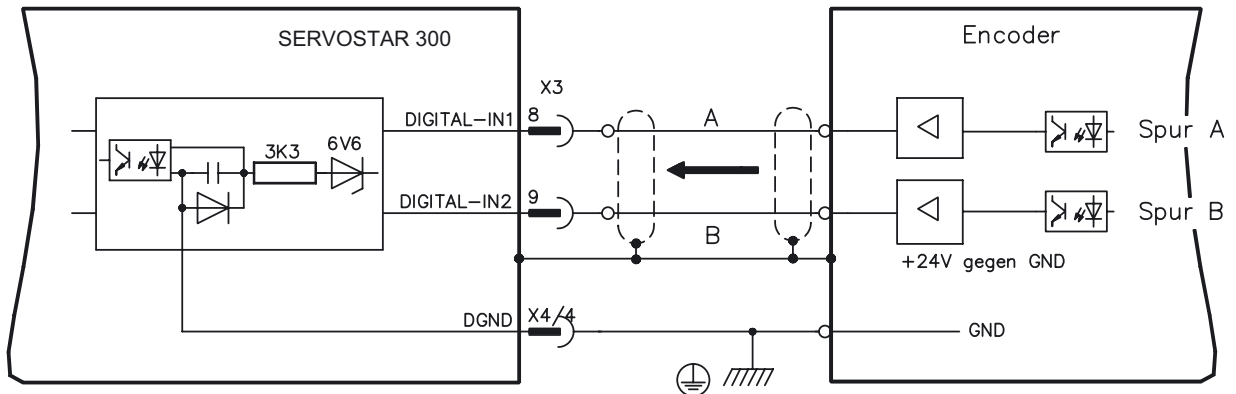 SERVOSTAR 300
Encoder
X3
DIGITAL-IN1
8
A
Spur A
3K3
6V6
DIGITAL-IN2
9
B
Spur B
+24V gegen GND
DGND
X4/4
GND